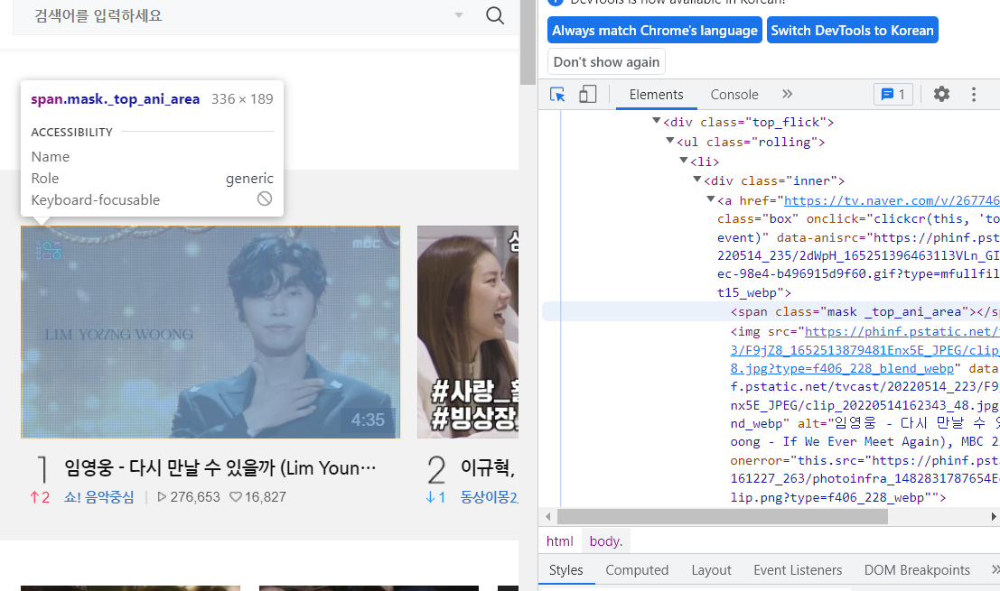 검색어를 입력하세요
DevTools is now available in Korean!
Always match Chrome's language
Switch DevTools to Korean
Don't show again
Elements
Console
1
span.mask._top_ani_area 336 × 189
ACCESSIBILITY
Name
Role generic
Keyboard-focusable
mbc
LIM YOUNG WOONG
4:35
#사랑_
#빙상장
1 임영웅 - 다시 만날 수 있을까 (Lim Youn…
↑2 쇼! 음악중심 276,653 16,827
2 이규혁,
↓1 동상이몽2
<div class="top_flick">
<ul class="rolling">
<li>
<div class="inner">
<a href="https://tv.naver.com/v/267746
class="box" onclick="clickcr(this, 'to
event)" data-anisrc="https://phinf.pst
220514_235/2dWpH_1652513964631l3VLn_GI
ec-98e4-b496915d9f60.gif?type=mfullfil
t15_webp">
<span class="mask _top_ani_area"></sp
<img src="https://phinf.pstatic.net/
3/F9jZ8_1652513879481Enx5E_JPEG/clip_
8.jpg?type=f406_228_blend_webp" data
f.pstatic.net/tvcast/20220514_223/F9
nx5E_JPEG/clip_20220514162343_48.jpg
nd_webp" alt="임영웅 - 다시 만날 수
oong - If We Ever Meet Again), MBC 2
onerror="this.src="https://phinf.pst
161227_263/photoinfra_1482831787654E
lip.png?type=f406_228_webp"">
html body.
Styles Computed Layout Event Listeners DOM Breakpoints